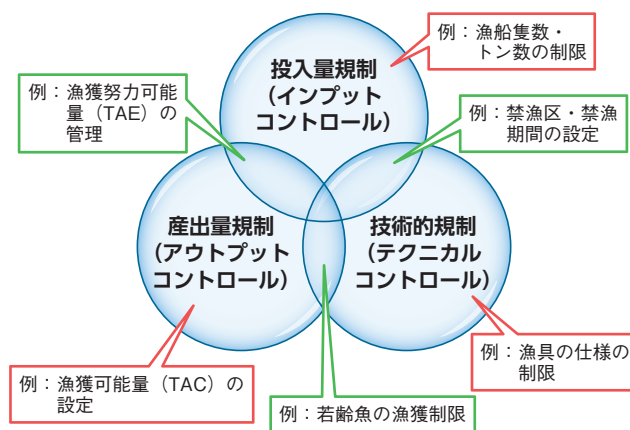 例：漁船隻数・
トン数の制限
投入量規制
（インプット
コントロール）
例：漁獲努力可能
量（TAE）の
管理
例：禁漁区・禁漁
期間の設定
産出量規制
（アウトプット
コントロール）
技術的規制
（テクニカル
コントロール）
例：漁獲可能量（TAC）の
設定
例：若齢魚の漁獲制限
例：漁具の仕様の
制限